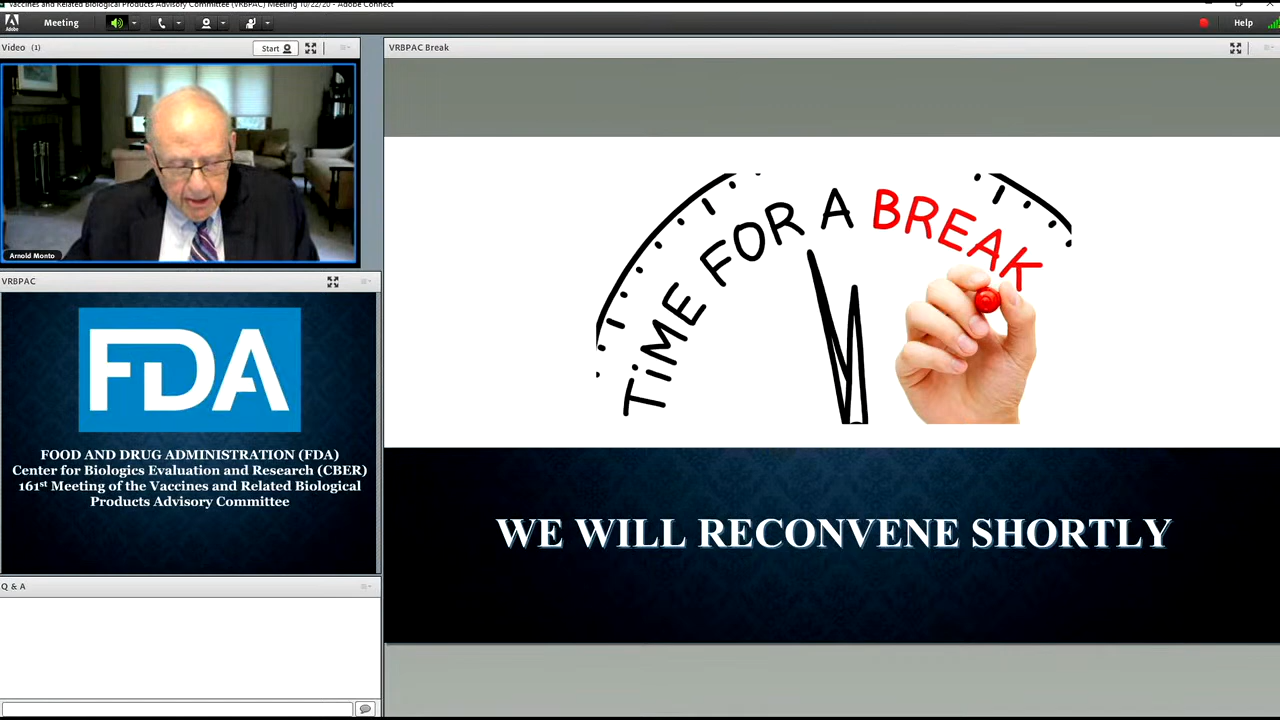 Vaccines and Related Biological Products Advisory Committee (VRBPAC) Meeting 10/22/20 - Adobe Connect
Meeting
Help
Video (1)
Start
VRBPAC Break
Arnold Monto
TiME FOR A BREAK
VRBPAC
FDA
FOOD AND DRUG ADMINISTRATION (FDA)
Center for Biologics Evaluation and Research (CBER)
161st Meeting of the Vaccines and Related Biological
Products Advisory Committee
WE WILL RECONVENE SHORTLY
Q & A